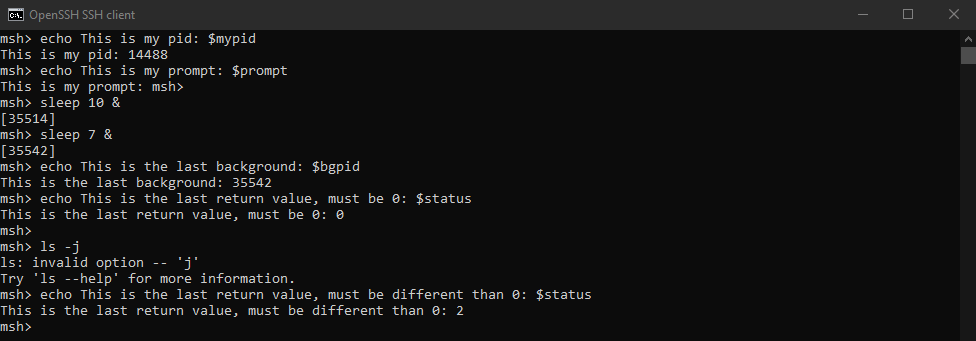 OpenSSH SSH client
msh> echo This is my pid: $mypid
This is my pid: 14488
msh> echo This is my prompt: $prompt
This is my prompt: msh>
msh> sleep 10 &
[35514]
msh> sleep 7 &
[35542]
msh> echo This is the last background: $bgpid
This is the last background: 35542
msh> echo This is the last return value, must be 0: $status
This is the last return value, must be 0: 0
msh>
msh> ls -j
ls: invalid option -- 'j'
Try 'ls --help' for more information.
msh> echo This is the last return value, must be different than 0: $status
This is the last return value, must be different than 0: 2
msh>